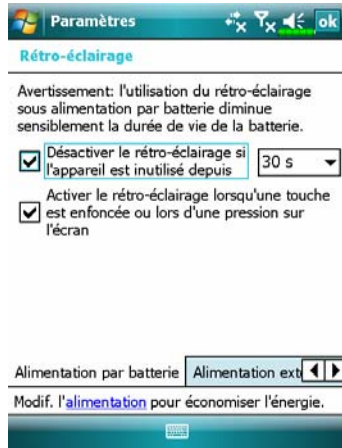 Paramètres
ok
Rétro-éclairage
Avertissement: l'utilisation du rétro-éclairage
sous alimentation par batterie diminue
sensiblement la durée de vie de la batterie.
Désactiver le rétro-éclairage si
l'appareil est inutilisé depuis
30 s
Activer le rétro-éclairage lorsqu'une touche
est enfoncée ou lors d'une pression sur
l'écran
Alimentation par batterie
Alimentation ext
Modif. l'alimentation pour économiser l'énergie.